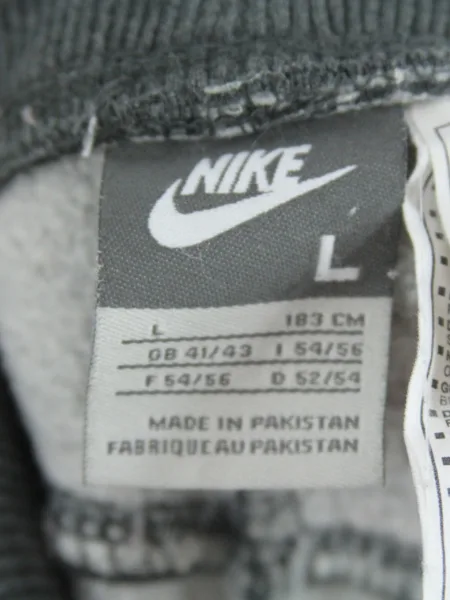 NIKE
L
L 183 CM
GB 41/43 I 54/56
F 54/56 D 52/54
MADE IN PAKISTAN
FABRIQUE AU PAKISTAN